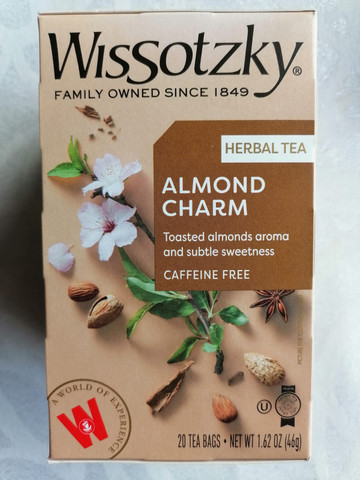 WISSOTZKY®
FAMILY OWNED SINCE 1849
HERBAL TEA
ALMOND
CHARM
Toasted almonds aroma
and subtle sweetness
CAFFEINE FREE
A WORLD OF EXPERIENCE
W
U
20 TEA BAGS • NET WT 1.62 OZ (46g)